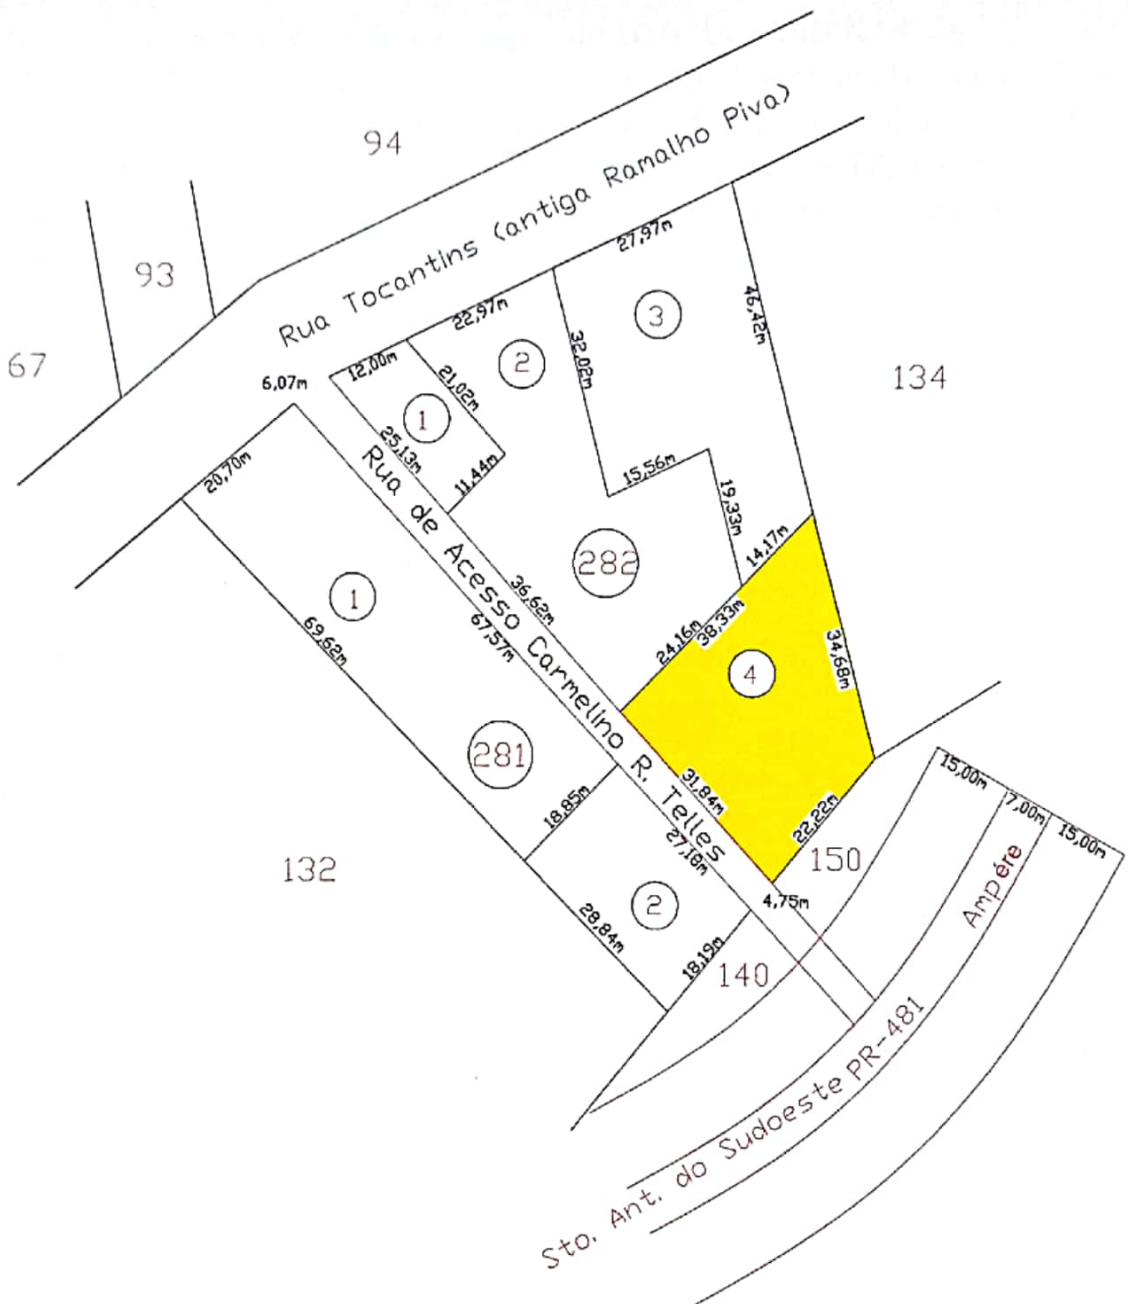 94
Rua Tocantins (antiga Ramalho Piva)
93
67
27,97m
22,97m
46,42m
3
2
32,02m
12,00m
21,02m
6,07m
134
1
25,13m
11,44m
20,70m
15,56m
19,33m
Rua de Acesso Carmelino R. Telles
14,17m
282
36,62m
67,57m
1
69,62m
24,16m
38,33m
34,68m
4
281
31,84m
18,85m
22,22m
15,00m
7,00m
15,00m
27,18m
150
132
Ampére
4,75m
2
28,84m
18,19m
140
Sto. Ant. do Sudoeste PR-481